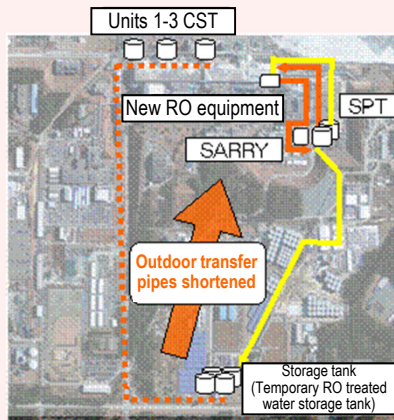 Units 1-3 CST
New RO equipment
SPT
SARRY
Outdoor transfer
pipes shortened
Storage tank
(Temporary RO treated
water storage tank)